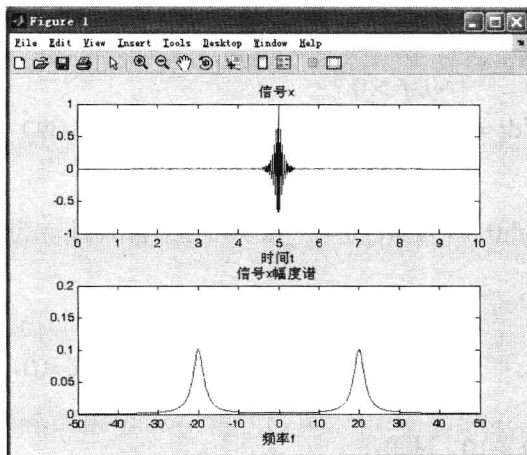 Figure 1
File Edit View Insert Tools Desktop Window Help
信号x
1
0.5
0
-0.5
-1
0 1 2 3 4 5 6 7 8 9 10
时间t
信号x幅度谱
0.2
0.15
0.1
0.05
0
-50 -40 -30 -20 -10 0 10 20 30 40 50
频率f